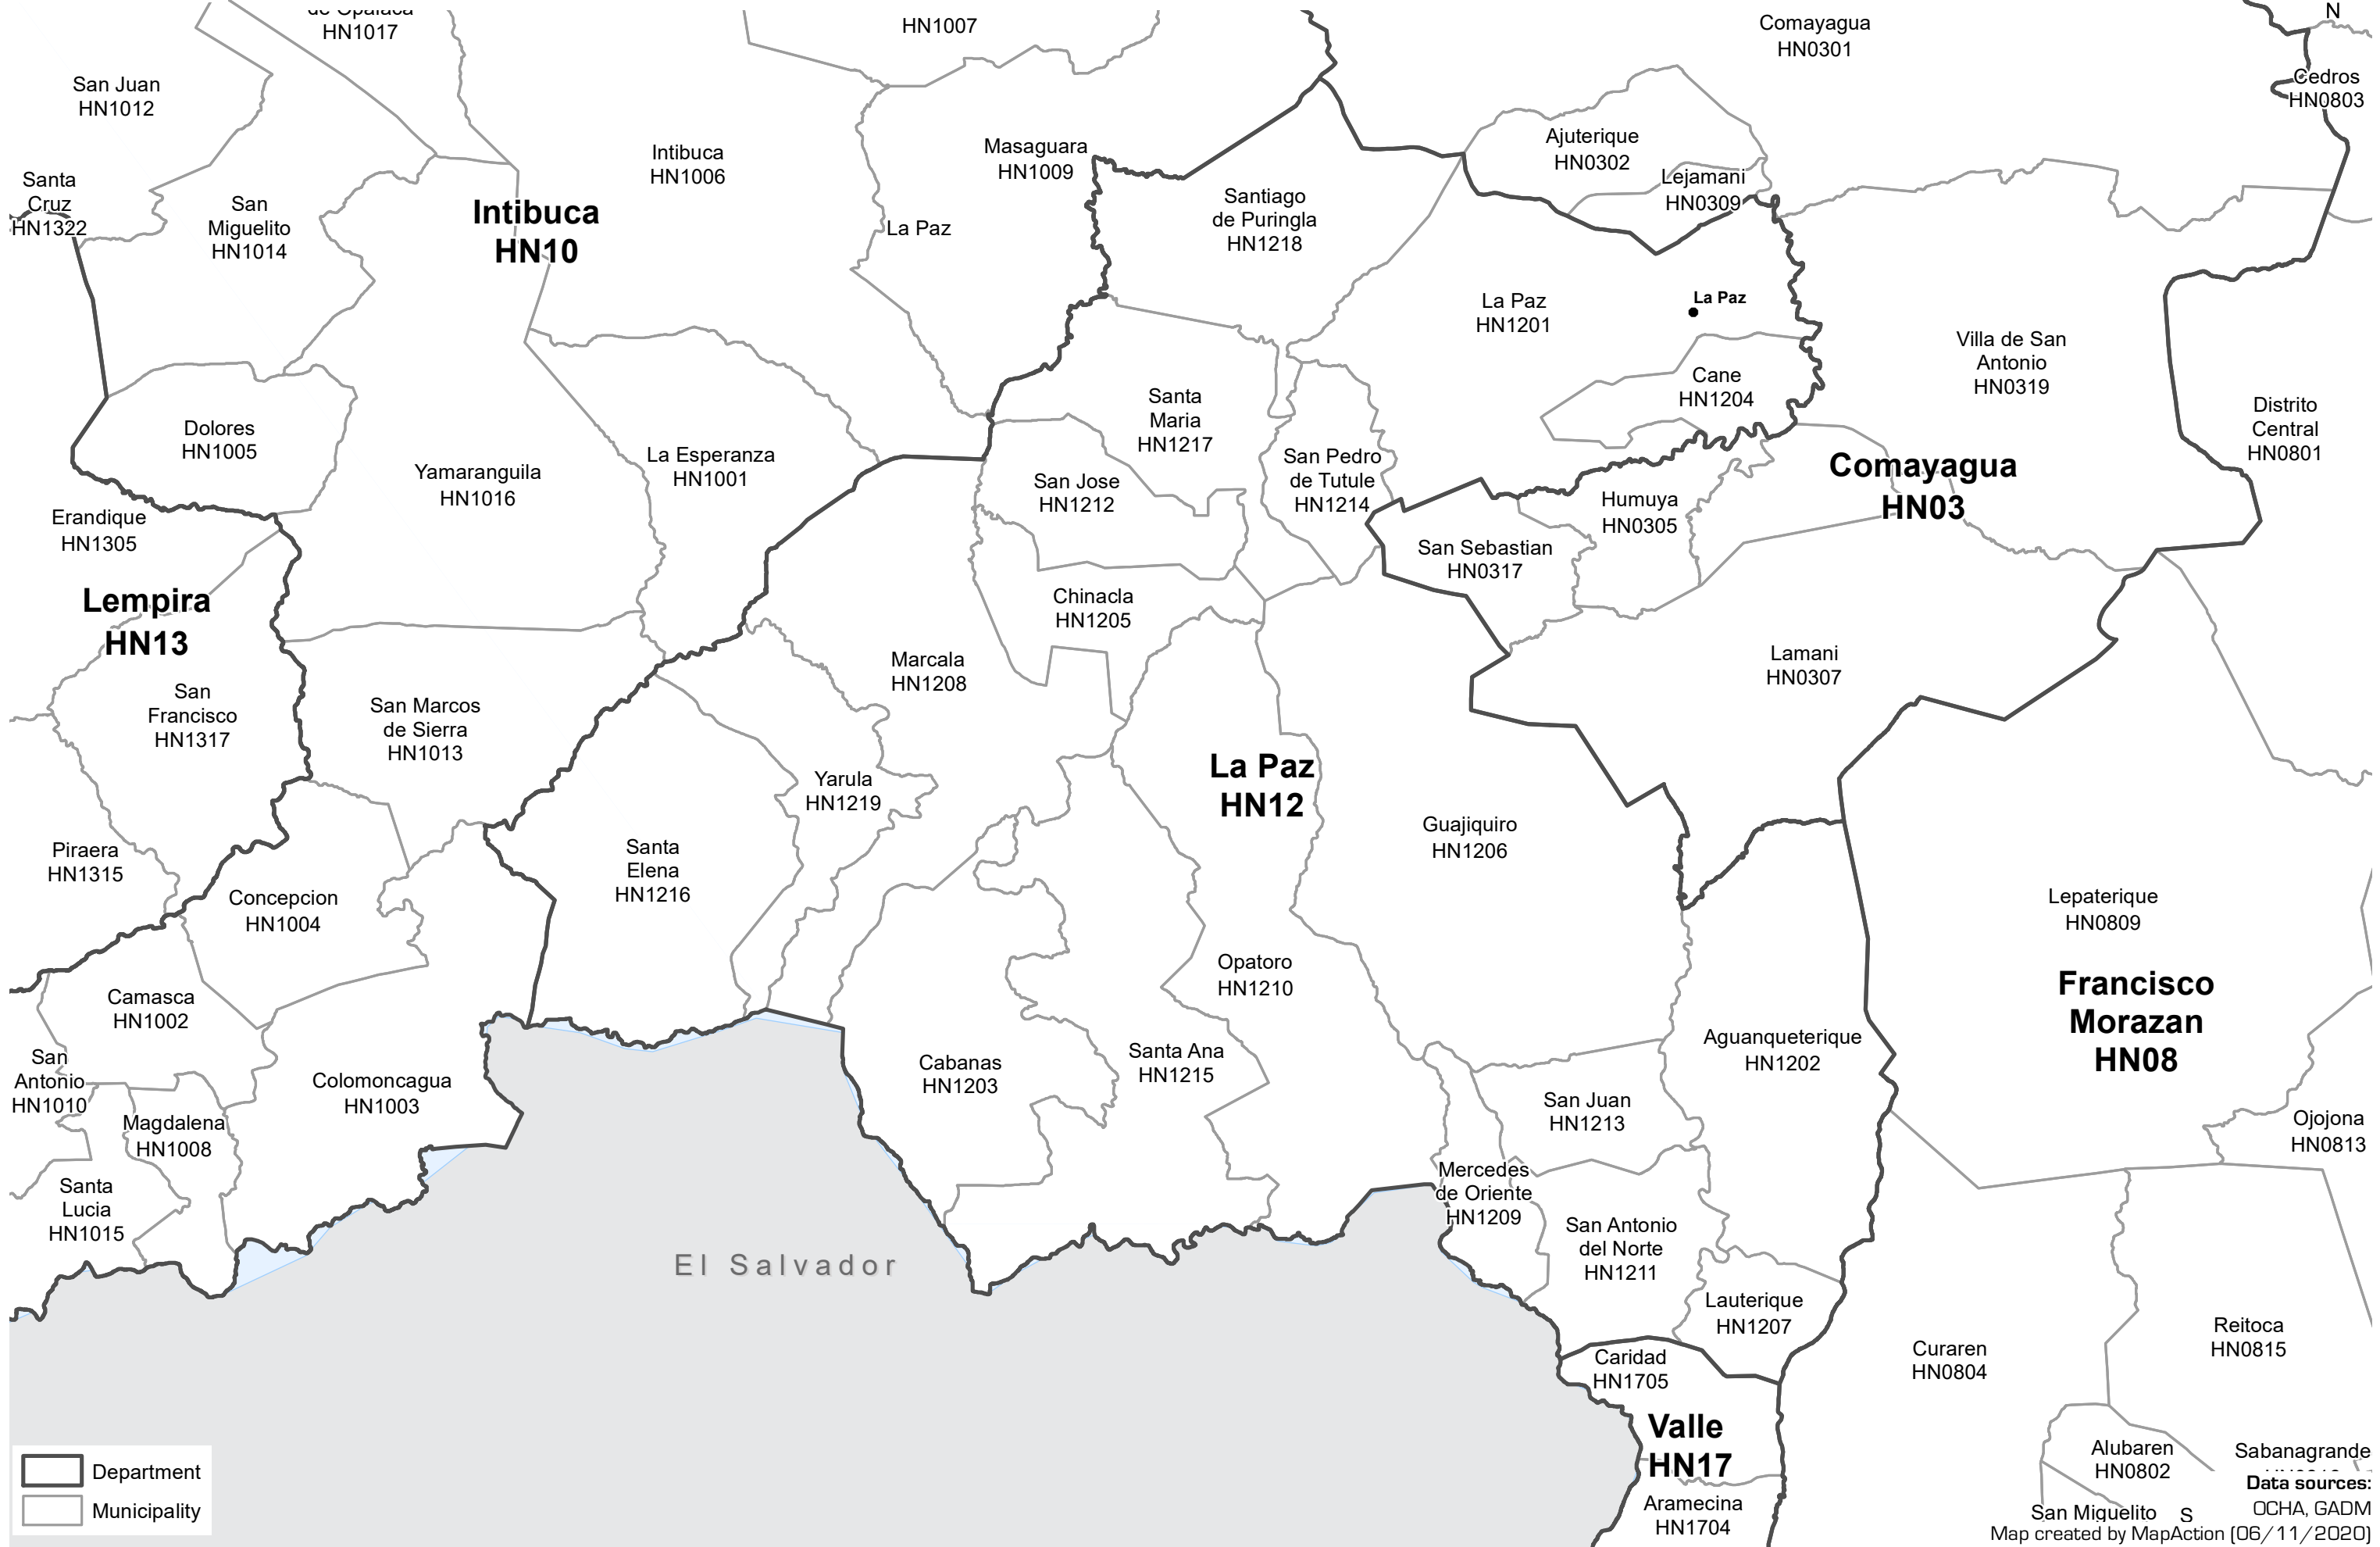 de Opalaca
HN1017
HN1007
Comayagua
HN0301
N
Cedros
HN0803
San Juan
HN1012
Santa
Cruz
HN1322
San
Miguelito
HN1014
Intibuca
HN10
Intibuca
HN1006
Masaguara
HN1009
La Paz
Santiago
de Puringla
HN1218
Ajuterique
HN0302
Lejamani
HN0309
La Paz
HN1201
La Paz
Cane
HN1204
Villa de San
Antonio
HN0319
Distrito
Central
HN0801
Dolores
HN1005
Yamaranguila
HN1016
La Esperanza
HN1001
Santa
Maria
HN1217
San Jose
HN1212
San Pedro
de Tutule
HN1214
Comayagua
HN03
Humuya
HN0305
San Sebastian
HN0317
Erandique
HN1305
Lempira
HN13
Chinacla
HN1205
Marcala
HN1208
Lamani
HN0307
San
Francisco
HN1317
San Marcos
de Sierra
HN1013
Yarula
HN1219
La Paz
HN12
Guajiquiro
HN1206
Piraera
HN1315
Concepcion
HN1004
Santa
Elena
HN1216
Lepaterique
HN0809
Francisco
Morazan
HN08
Opatoro
HN1210
Camasca
HN1002
San
Antonio
HN1010
Colomoncagua
HN1003
Magdalena
HN1008
Cabanas
HN1203
Santa Ana
HN1215
Aguanqueterique
HN1202
San Juan
HN1213
Ojojona
HN0813
Santa
Lucia
HN1015
Mercedes
de Oriente
HN1209
San Antonio
del Norte
HN1211
El Salvador
Lauterique
HN1207
Caridad
HN1705
Curaren
HN0804
Reitoca
HN0815
Valle
HN17
Alubaren
HN0802
Sabanagrande
Aramecina
HN1704
San Miguelito
S
Department
Municipality
Data sources:
OCHA, GADM
Map created by MapAction (06/11/2020)